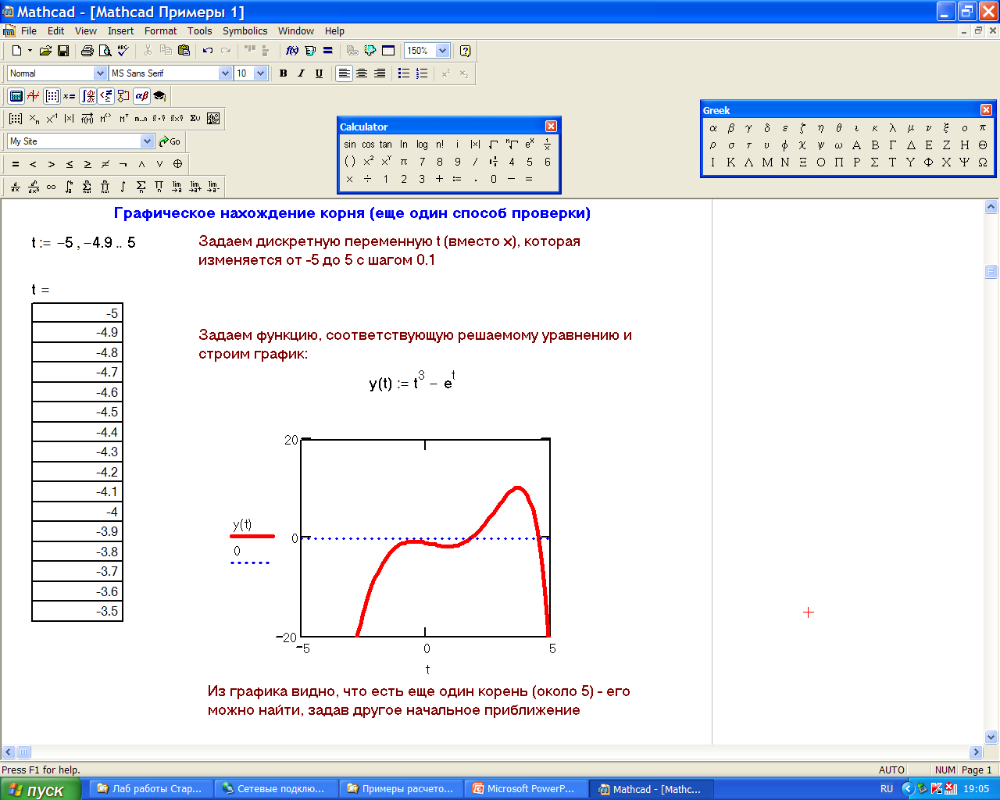 Mathcad - [Mathcad Примеры 1]
File Edit View Insert Format Tools Symbolics Window Help
150%
Normal MS Sans Serif 10 B I U
My Site Go
Calculator
sin cos tan ln log n! i |×| √ ⁿ√ eˣ 1/x
( ) x² xʸ π 7 8 9 / 4 5 6
× ÷ 1 2 3 + := . 0 − =
Greek
α β γ δ ε ζ η θ ι κ λ μ ν ξ ο π
ρ σ τ υ ϕ χ ψ ω Α Β Γ Δ Ε Ζ Η Θ
Ι Κ Λ Μ Ν Ξ Ο Π Ρ Σ Τ Υ Φ Χ Ψ Ω
= < > ≤ ≥ ≠ ¬ ∧ ∨ ⊕
Графическое нахождение корня (еще один способ проверки)
t := −5 , −4.9 .. 5
Задаем дискретную переменную t (вместо x), которая
изменяется от -5 до 5 с шагом 0.1
t =
-5
-4.9
-4.8
-4.7
-4.6
-4.5
-4.4
-4.3
-4.2
-4.1
-4
-3.9
-3.8
-3.7
-3.6
-3.5
Задаем функцию, соответствующую решаемому уравнению и
строим график:
y(t) := t³ − eᵗ
20
0
−20
y(t)
0
−5 0 5
t
Из графика видно, что есть еще один корень (около 5) - его
можно найти, задав другое начальное приближение
Press F1 for help.
AUTO NUM Page 1
пуск Лаб работы Стар... Сетевые подклю... Примеры расчето... Microsoft PowerP... Mathcad - [Mathc... RU 19:05